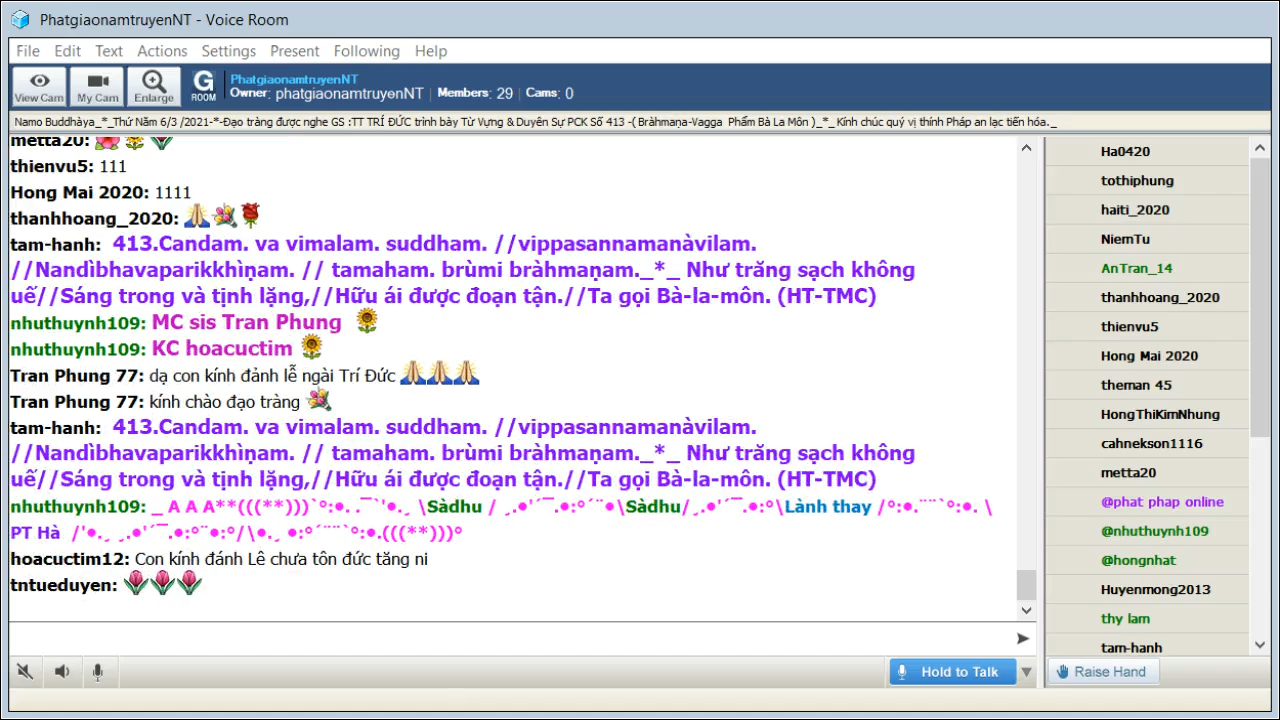 PhatgiaonamtruyenNT - Voice Room
File Edit Text Actions Settings Present Following Help
View Cam My Cam Enlarge G ROOM
PhatgiaonamtruyenNT
Owner: phatgiaonamtruyenNT | Members: 29 | Cams: 0
Namo Buddhàya_*_Thứ Năm 6/3 /2021-*-Đạo tràng được nghe GS :TT TRÍ ĐỨC trình bày Từ Vựng & Duyên Sự PCK Số 413 -( Bràhmaṇa-Vagga Phẩm Bà La Môn )_*_ Kính chúc quý vị thính Pháp an lạc tiến hóa._
metta20:
thienvu5: 111
Hong Mai 2020: 1111
thanhhoang_2020:
tam-hanh: 413.Candam. va vimalam. suddham. //vippasannamanàvilam.
//Nandìbhavaparikkhìṇam. // tamaham. brùmi bràhmaṇam._*_ Như trăng sạch không
uế//Sáng trong và tịnh lặng,//Hữu ái được đoạn tận.//Ta gọi Bà-la-môn. (HT-TMC)
nhuthuynh109: MC sis Tran Phung
nhuthuynh109: KC hoacuctim
Tran Phung 77: dạ con kính đảnh lễ ngài Trí Đức
Tran Phung 77: kính chào đạo tràng
tam-hanh: 413.Candam. va vimalam. suddham. //vippasannamanàvilam.
//Nandìbhavaparikkhìṇam. // tamaham. brùmi bràhmaṇam._*_ Như trăng sạch không
uế//Sáng trong và tịnh lặng,//Hữu ái được đoạn tận.//Ta gọi Bà-la-môn. (HT-TMC)
nhuthuynh109: _ A A A**(((**)))`°:•. .¯`'•.¸ \Sàdhu / ¸.•'´¯.•:°´¨•\Sàdhu/¸.•'´¯.•:°\Lành thay /°:•.¨¨`°:•. \
PT Hà /'•.¸ ¸.•'´¯.•:°¨•:°/\•.¸ •:°´¨¨`°:•.(((**)))°
hoacuctim12: Con kính đánh Lê chưa tôn đức tăng ni
tntueduyen:
Hold to Talk
Ha0420
tothiphung
haiti_2020
NiemTu
AnTran_14
thanhhoang_2020
thienvu5
Hong Mai 2020
theman 45
HongThiKimNhung
cahnekson1116
metta20
@phat phap online
@nhuthuynh109
@hongnhat
Huyenmong2013
thy lam
tam-hanh
Raise Hand